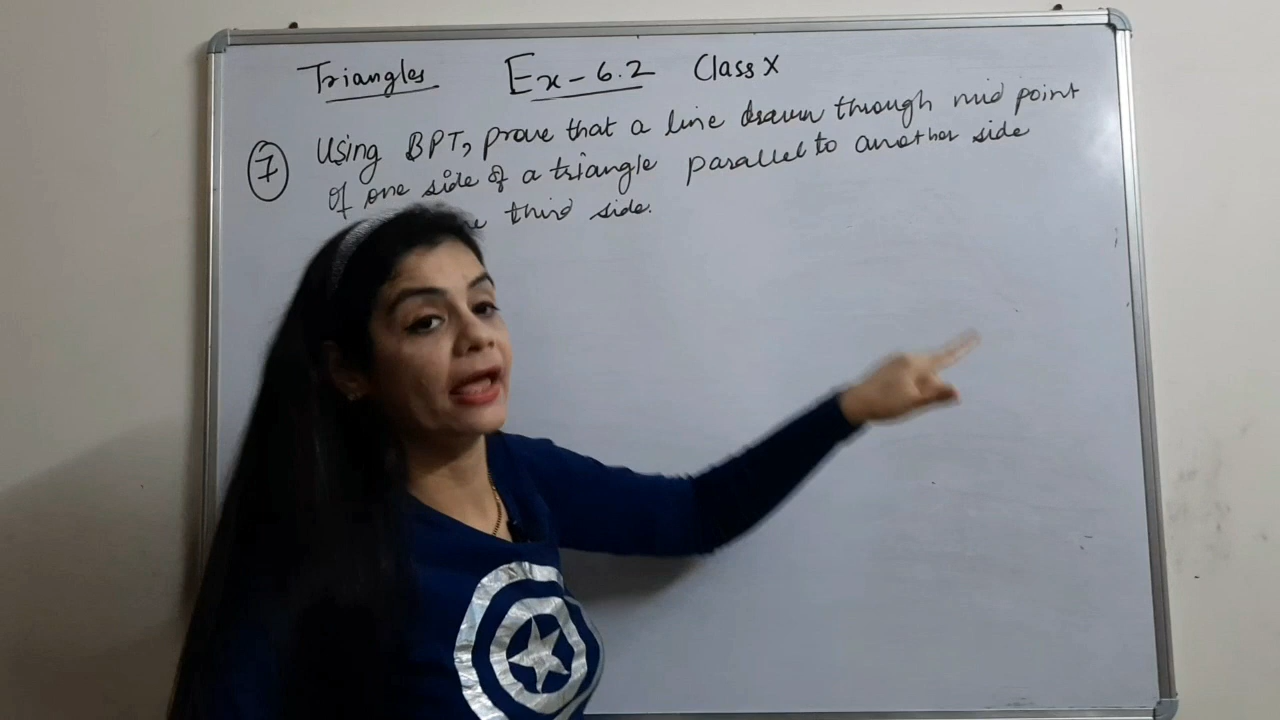 Triangles Ex-6.2 Class X
7 Using BPT, prove that a line drawn through mid point
of one side of a triangle parallel to another side
third side.